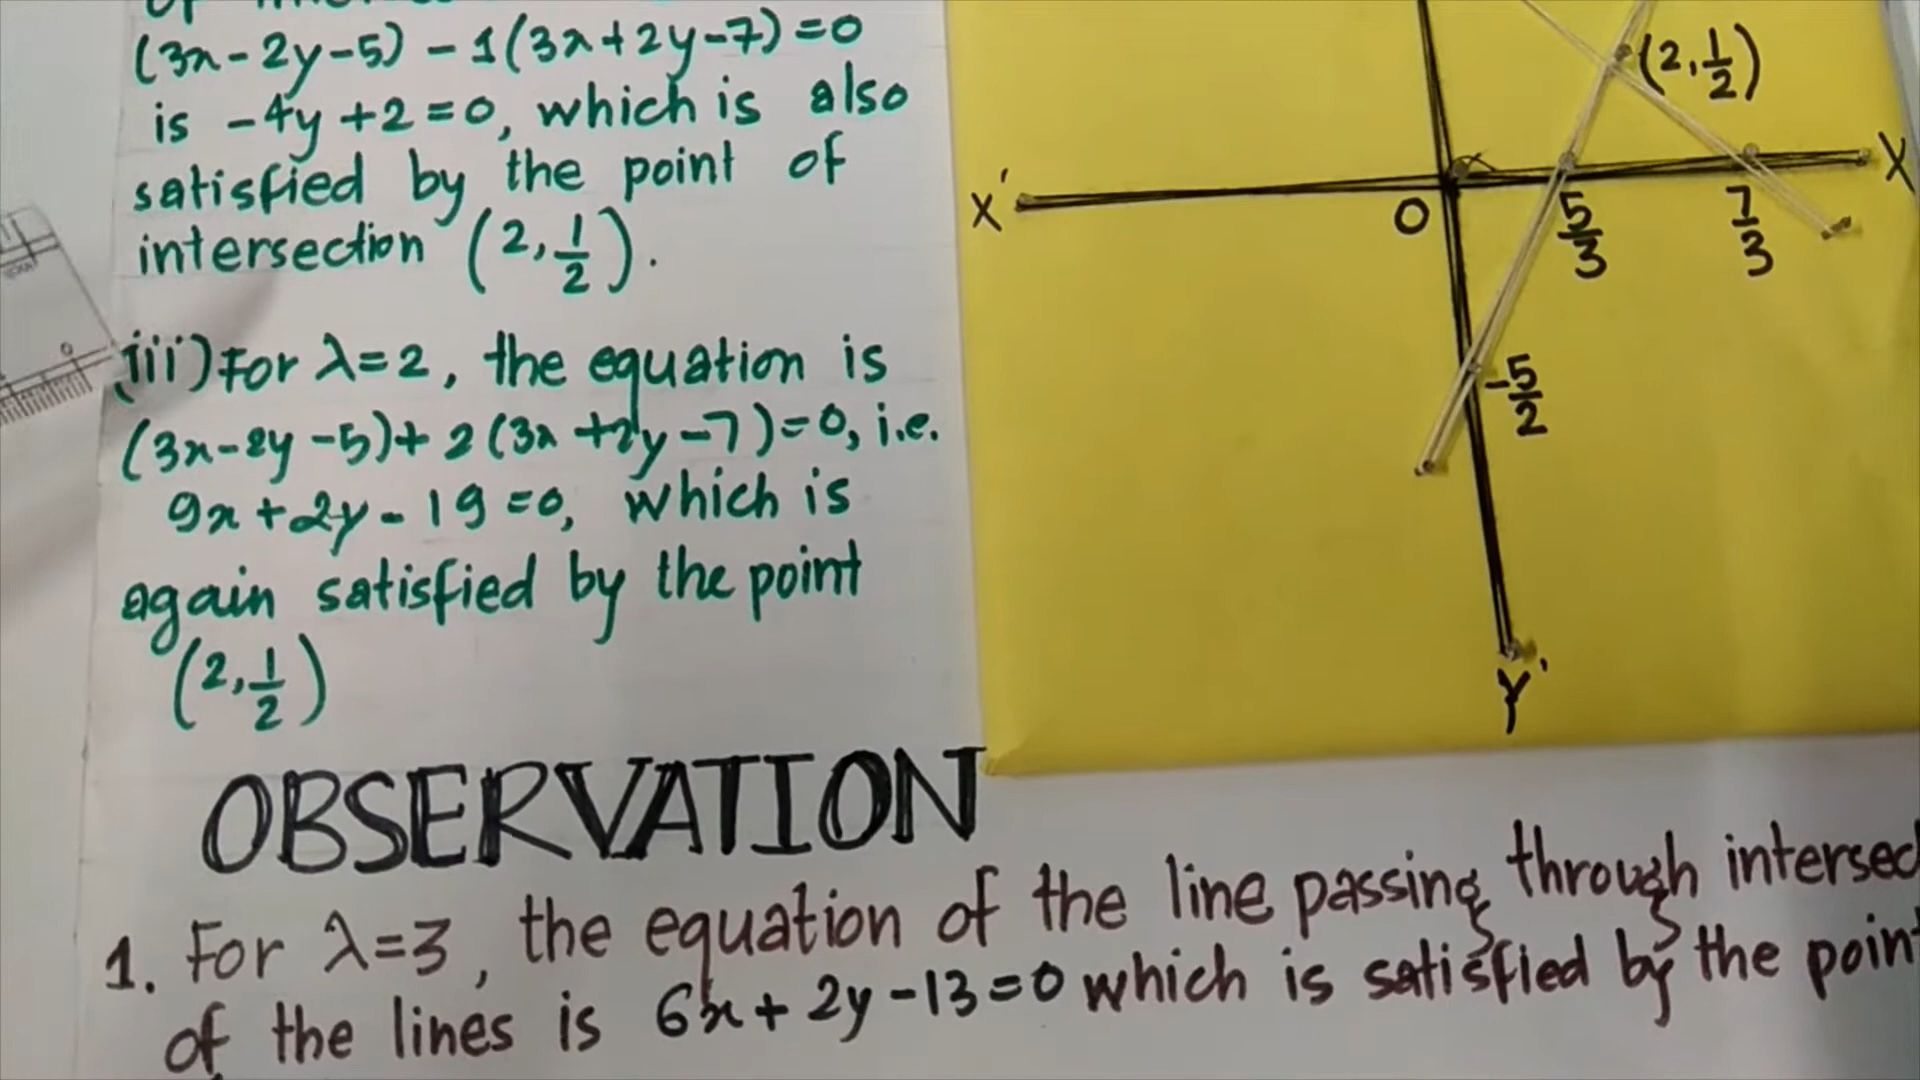 (3x-2y-5) -1(3x+2y-7)=0
is -4y+2=0, which is also
satisfied by the point of
intersection (2,1/2).
(iii) For λ=2, the equation is
(3x-2y-5)+2(3x+2y-7)=0, i.e.
9x+2y-19=0, which is
again satisfied by the point
(2,1/2)
(2,1/2)
X'
O
5/3
7/3
X
-5/2
Y'
OBSERVATION
1. For λ=3, the equation of the line passing through intersec
of the lines is 6x+2y-13=0 which is satisfied by the point